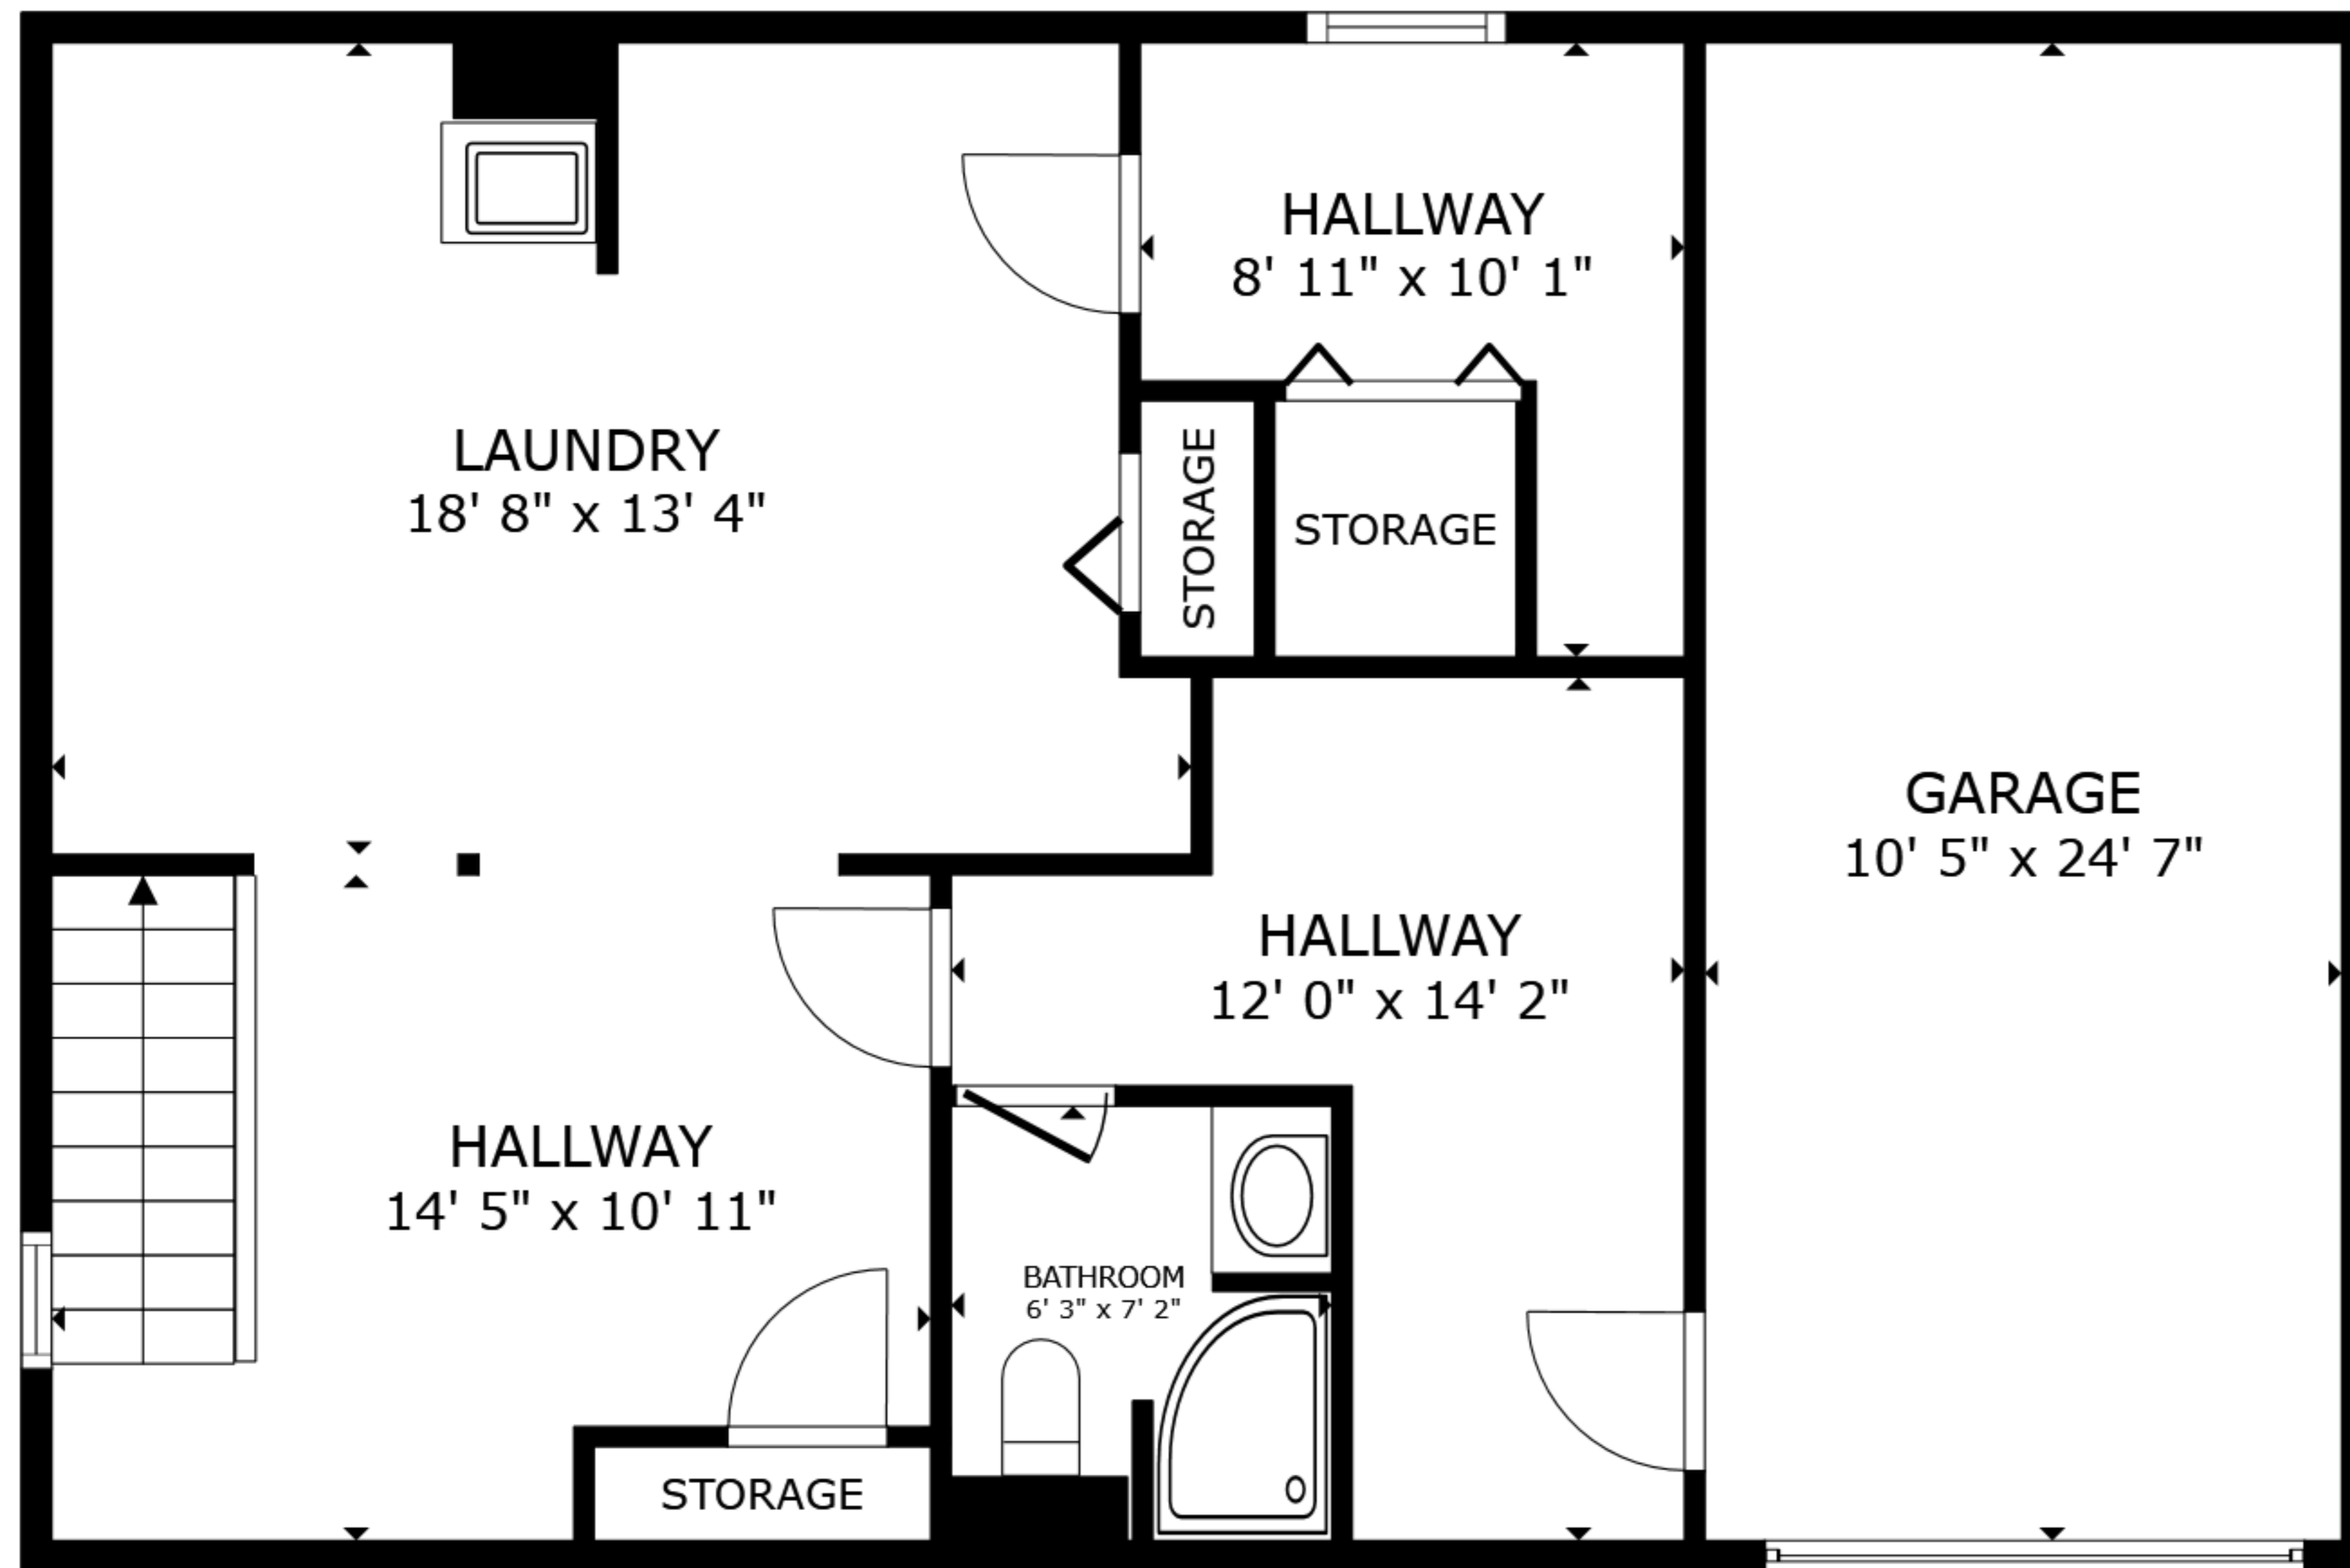 HALLWAY
8' 11" x 10' 1"
LAUNDRY
18' 8" x 13' 4"
STORAGE
STORAGE
GARAGE
10' 5" x 24' 7"
HALLWAY
12' 0" x 14' 2"
HALLWAY
14' 5" x 10' 11"
BATHROOM
6' 3" x 7' 2"
STORAGE